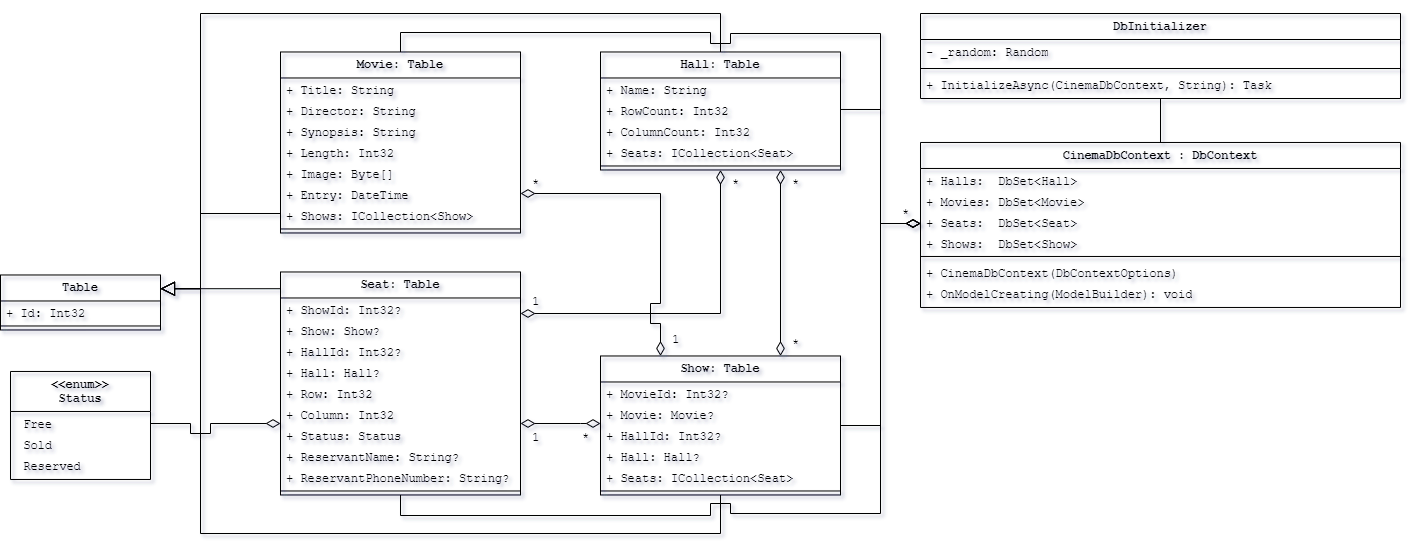 DbInitializer
- _random: Random
+ InitializeAsync(CinemaDbContext, String): Task
Movie: Table
+ Title: String
+ Director: String
+ Synopsis: String
+ Length: Int32
+ Image: Byte[]
+ Entry: DateTime
+ Shows: ICollection<Show>
*
Hall: Table
+ Name: String
+ RowCount: Int32
+ ColumnCount: Int32
+ Seats: ICollection<Seat>
*
*
CinemaDbContext : DbContext
+ Halls: DbSet<Hall>
+ Movies: DbSet<Movie>
+ Seats: DbSet<Seat>
+ Shows: DbSet<Show>
+ CinemaDbContext(DbContextOptions)
+ OnModelCreating(ModelBuilder): void
*
Table
+ Id: Int32
Seat: Table
+ ShowId: Int32?
+ Show: Show?
+ HallId: Int32?
+ Hall: Hall?
+ Row: Int32
+ Column: Int32
+ Status: Status
+ ReservantName: String?
+ ReservantPhoneNumber: String?
1
1
*
1
*
Show: Table
+ MovieId: Int32?
+ Movie: Movie?
+ HallId: Int32?
+ Hall: Hall?
+ Seats: ICollection<Seat>
<<enum>>
Status
Free
Sold
Reserved